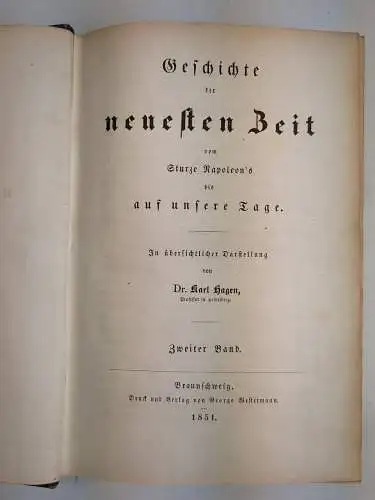 Geschichte
der
neuesten Zeit
vom
Sturze Napoleon's
bis
auf unsere Tage.
In übersichtlicher Darstellung
von
Dr. Karl Hagen,
Professor in Heidelberg.
Zweiter Band.
Braunschweig,
Druck und Verlag von George Westermann.
1851.